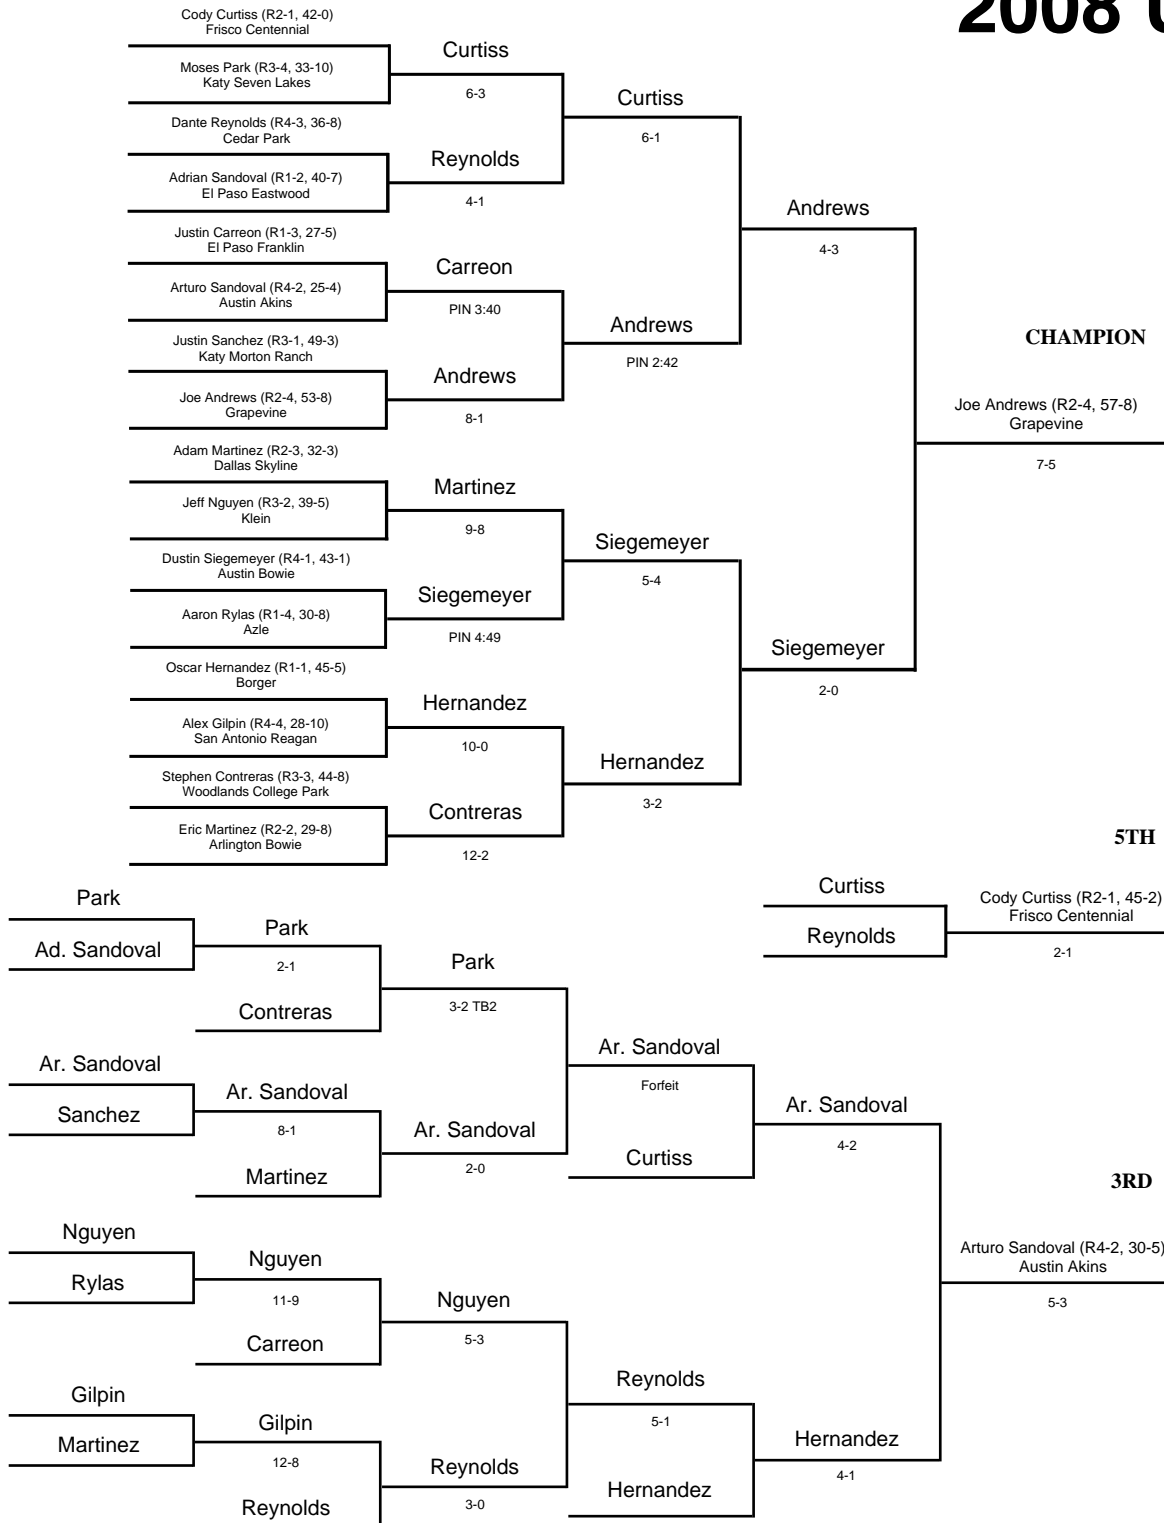 2008 U
Cody Curtiss (R2-1, 42-0)
Frisco Centennial
Moses Park (R3-4, 33-10)
Katy Seven Lakes
Dante Reynolds (R4-3, 36-8)
Cedar Park
Adrian Sandoval (R1-2, 40-7)
El Paso Eastwood
Justin Carreon (R1-3, 27-5)
El Paso Franklin
Arturo Sandoval (R4-2, 25-4)
Austin Akins
Justin Sanchez (R3-1, 49-3)
Katy Morton Ranch
Joe Andrews (R2-4, 53-8)
Grapevine
Adam Martinez (R2-3, 32-3)
Dallas Skyline
Jeff Nguyen (R3-2, 39-5)
Klein
Dustin Siegemeyer (R4-1, 43-1)
Austin Bowie
Aaron Rylas (R1-4, 30-8)
Azle
Oscar Hernandez (R1-1, 45-5)
Borger
Alex Gilpin (R4-4, 28-10)
San Antonio Reagan
Stephen Contreras (R3-3, 44-8)
Woodlands College Park
Eric Martinez (R2-2, 29-8)
Arlington Bowie
Curtiss
6-3
Reynolds
4-1
Carreon
PIN 3:40
Andrews
8-1
Martinez
9-8
Siegemeyer
PIN 4:49
Hernandez
10-0
Contreras
12-2
Curtiss
6-1
Andrews
PIN 2:42
Siegemeyer
5-4
Hernandez
3-2
Andrews
4-3
Siegemeyer
2-0
CHAMPION
Joe Andrews (R2-4, 57-8)
Grapevine
7-5
5TH
Curtiss
Reynolds
Cody Curtiss (R2-1, 45-2)
Frisco Centennial
2-1
Park
Ad. Sandoval
Ar. Sandoval
Sanchez
Nguyen
Rylas
Gilpin
Martinez
Park
2-1
Contreras
Ar. Sandoval
8-1
Martinez
Nguyen
11-9
Carreon
Gilpin
12-8
Reynolds
Park
3-2 TB2
Ar. Sandoval
2-0
Nguyen
5-3
Reynolds
3-0
Ar. Sandoval
Forfeit
Curtiss
Reynolds
5-1
Hernandez
Ar. Sandoval
4-2
Hernandez
4-1
3RD
Arturo Sandoval (R4-2, 30-5)
Austin Akins
5-3